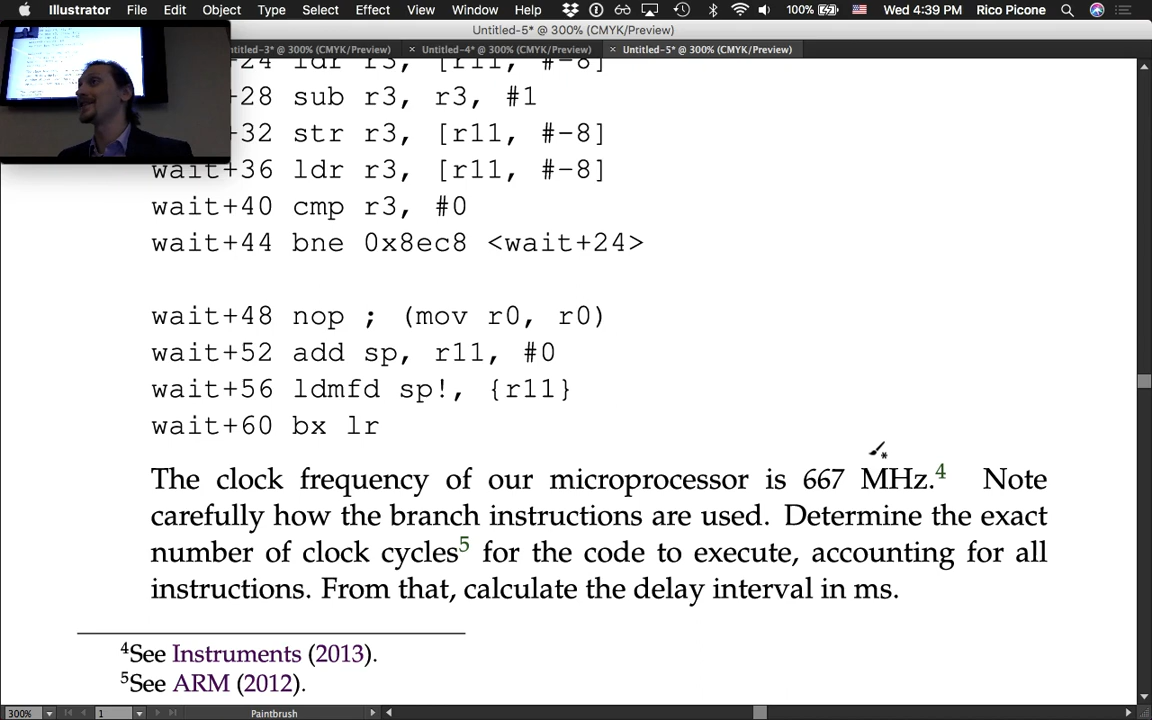 Illustrator File Edit Object Type Select Effect View Window Help 100% Wed 4:39 PM Rico Picone
Untitled-5* @ 300% (CMYK/Preview)
ntitled-3* @ 300% (CMYK/Preview) × Untitled-4* @ 300% (CMYK/Preview) × Untitled-5* @ 300% (CMYK/Preview)
+24 ldr r3, [r11, #-8]
+28 sub r3, r3, #1
+32 str r3, [r11, #-8]
wait+36 ldr r3, [r11, #-8]
wait+40 cmp r3, #0
wait+44 bne 0x8ec8 <wait+24>
wait+48 nop ; (mov r0, r0)
wait+52 add sp, r11, #0
wait+56 ldmfd sp!, {r11}
wait+60 bx lr
The clock frequency of our microprocessor is 667 MHz.4 Note
carefully how the branch instructions are used. Determine the exact
number of clock cycles5 for the code to execute, accounting for all
instructions. From that, calculate the delay interval in ms.
4See Instruments (2013).
5See ARM (2012).
300% 1 Paintbrush